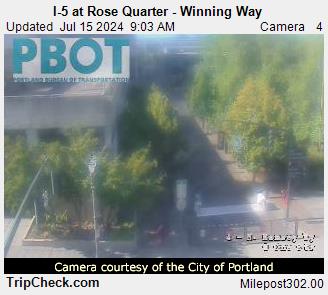 I-5 at Rose Quarter - Winning Way
Updated Jul 15 2024 9:03 AM Camera 4
PBOT
PORTLAND BUREAU OF TRANSPORTATION
Camera courtesy of the City of Portland
TripCheck.com Milepost302.00